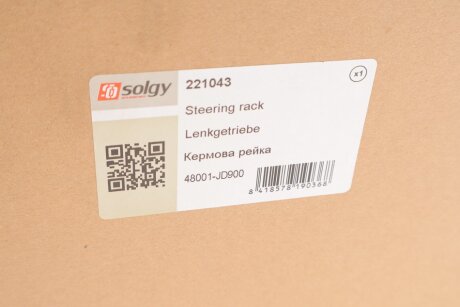 solgy
221043
x1
Steering rack
Lenkgetriebe
Кермова рейка
48001-JD900
8 418578 190368